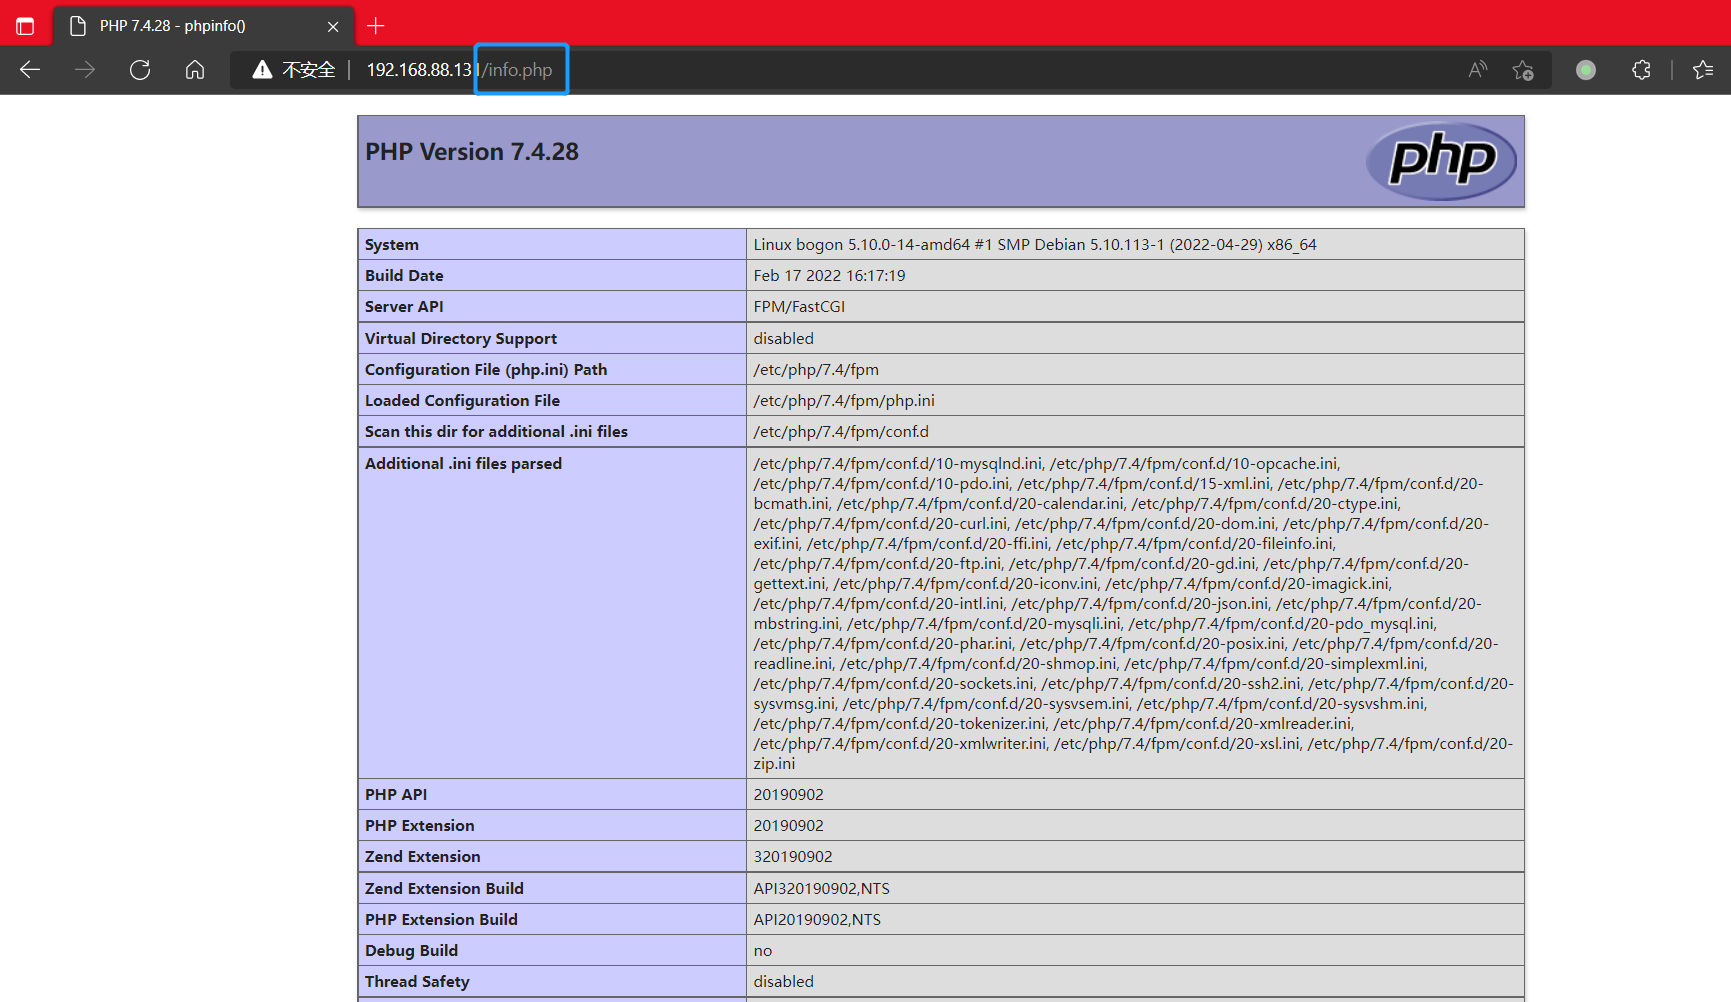 PHP 7.4.28 - phpinfo()
不安全 192.168.88.131/info.php
PHP Version 7.4.28
php
System Linux bogon 5.10.0-14-amd64 #1 SMP Debian 5.10.113-1 (2022-04-29) x86_64
Build Date Feb 17 2022 16:17:19
Server API FPM/FastCGI
Virtual Directory Support disabled
Configuration File (php.ini) Path /etc/php/7.4/fpm
Loaded Configuration File /etc/php/7.4/fpm/php.ini
Scan this dir for additional .ini files /etc/php/7.4/fpm/conf.d
Additional .ini files parsed /etc/php/7.4/fpm/conf.d/10-mysqlnd.ini, /etc/php/7.4/fpm/conf.d/10-opcache.ini,
/etc/php/7.4/fpm/conf.d/10-pdo.ini, /etc/php/7.4/fpm/conf.d/15-xml.ini, /etc/php/7.4/fpm/conf.d/20-
bcmath.ini, /etc/php/7.4/fpm/conf.d/20-calendar.ini, /etc/php/7.4/fpm/conf.d/20-ctype.ini,
/etc/php/7.4/fpm/conf.d/20-curl.ini, /etc/php/7.4/fpm/conf.d/20-dom.ini, /etc/php/7.4/fpm/conf.d/20-
exif.ini, /etc/php/7.4/fpm/conf.d/20-ffi.ini, /etc/php/7.4/fpm/conf.d/20-fileinfo.ini,
/etc/php/7.4/fpm/conf.d/20-ftp.ini, /etc/php/7.4/fpm/conf.d/20-gd.ini, /etc/php/7.4/fpm/conf.d/20-
gettext.ini, /etc/php/7.4/fpm/conf.d/20-iconv.ini, /etc/php/7.4/fpm/conf.d/20-imagick.ini,
/etc/php/7.4/fpm/conf.d/20-intl.ini, /etc/php/7.4/fpm/conf.d/20-json.ini, /etc/php/7.4/fpm/conf.d/20-
mbstring.ini, /etc/php/7.4/fpm/conf.d/20-mysqli.ini, /etc/php/7.4/fpm/conf.d/20-pdo_mysql.ini,
/etc/php/7.4/fpm/conf.d/20-phar.ini, /etc/php/7.4/fpm/conf.d/20-posix.ini, /etc/php/7.4/fpm/conf.d/20-
readline.ini, /etc/php/7.4/fpm/conf.d/20-shmop.ini, /etc/php/7.4/fpm/conf.d/20-simplexml.ini,
/etc/php/7.4/fpm/conf.d/20-sockets.ini, /etc/php/7.4/fpm/conf.d/20-ssh2.ini, /etc/php/7.4/fpm/conf.d/20-
sysvmsg.ini, /etc/php/7.4/fpm/conf.d/20-sysvsem.ini, /etc/php/7.4/fpm/conf.d/20-sysvshm.ini,
/etc/php/7.4/fpm/conf.d/20-tokenizer.ini, /etc/php/7.4/fpm/conf.d/20-xmlreader.ini,
/etc/php/7.4/fpm/conf.d/20-xmlwriter.ini, /etc/php/7.4/fpm/conf.d/20-xsl.ini, /etc/php/7.4/fpm/conf.d/20-
zip.ini
PHP API 20190902
PHP Extension 20190902
Zend Extension 320190902
Zend Extension Build API320190902,NTS
PHP Extension Build API20190902,NTS
Debug Build no
Thread Safety disabled